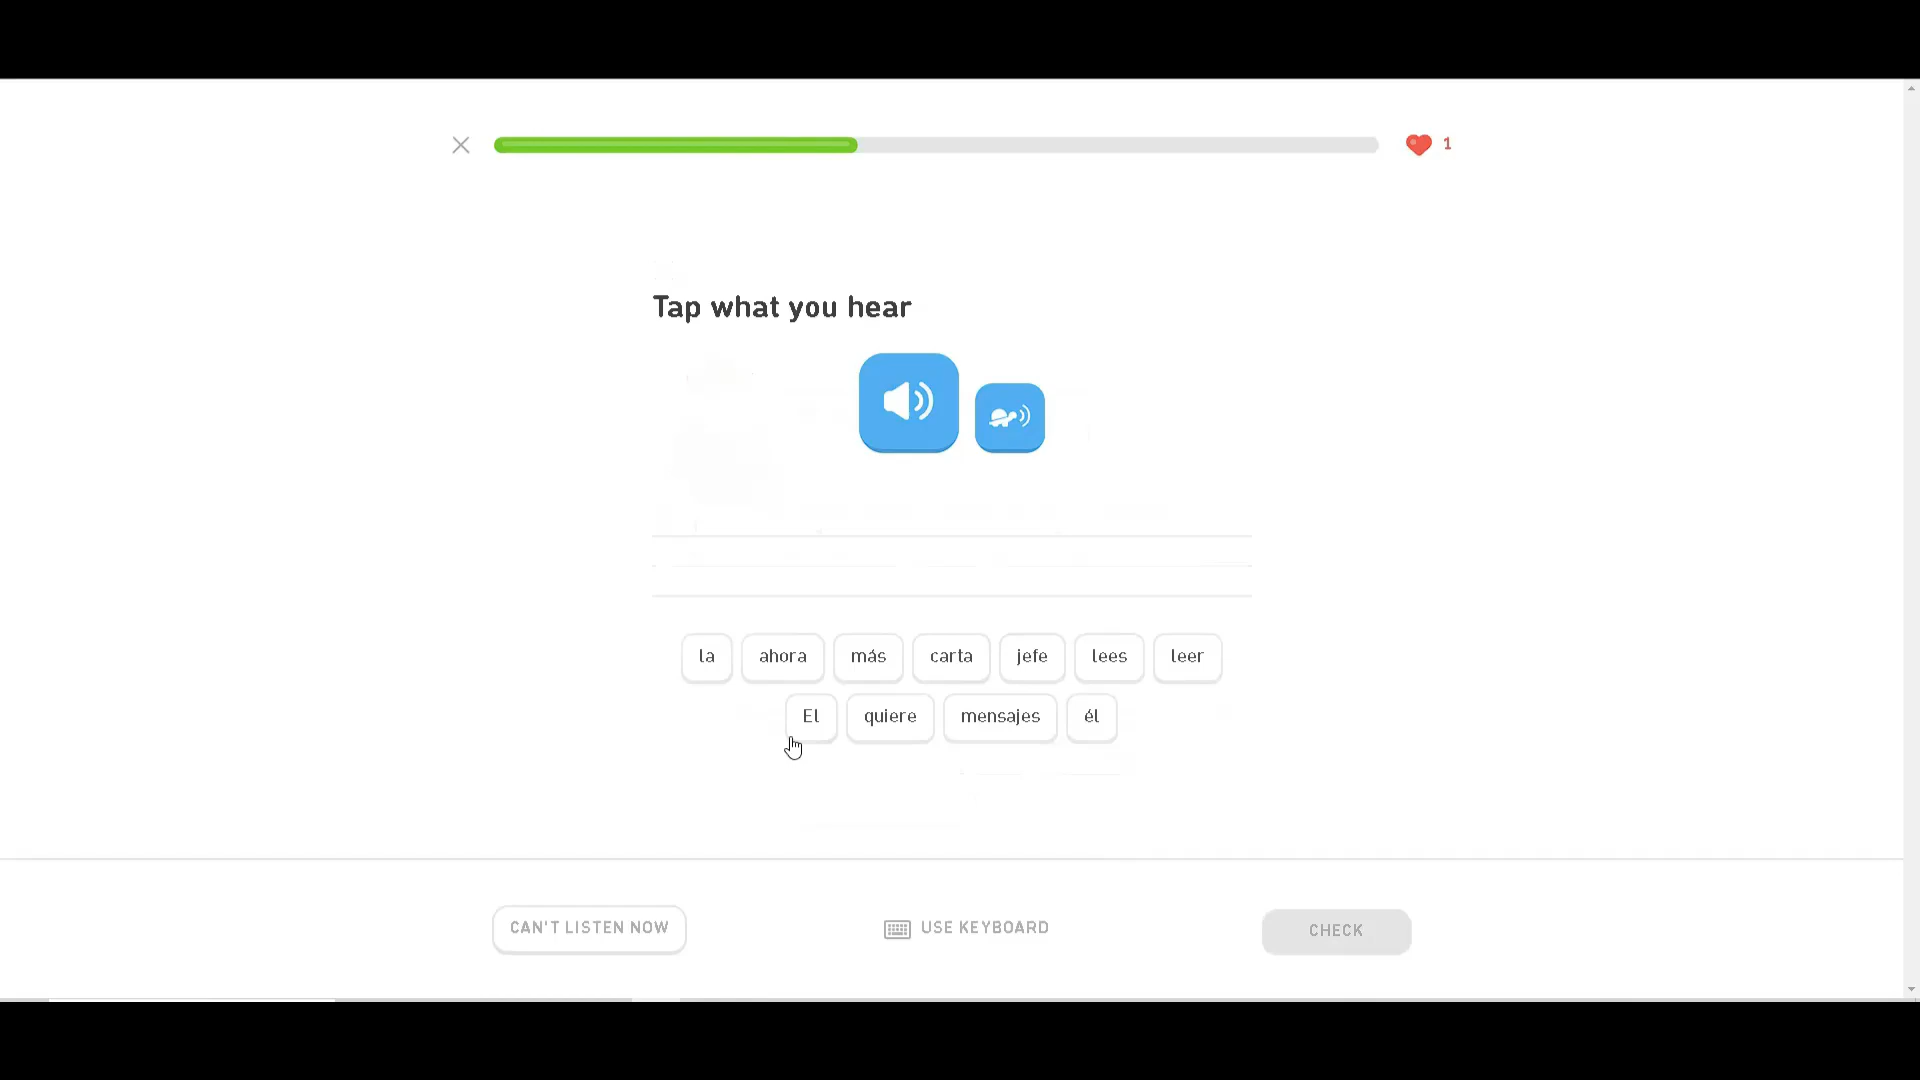 1
Tap what you hear
la ahora más carta jefe lees leer
El quiere mensajes él
CAN'T LISTEN NOW USE KEYBOARD CHECK